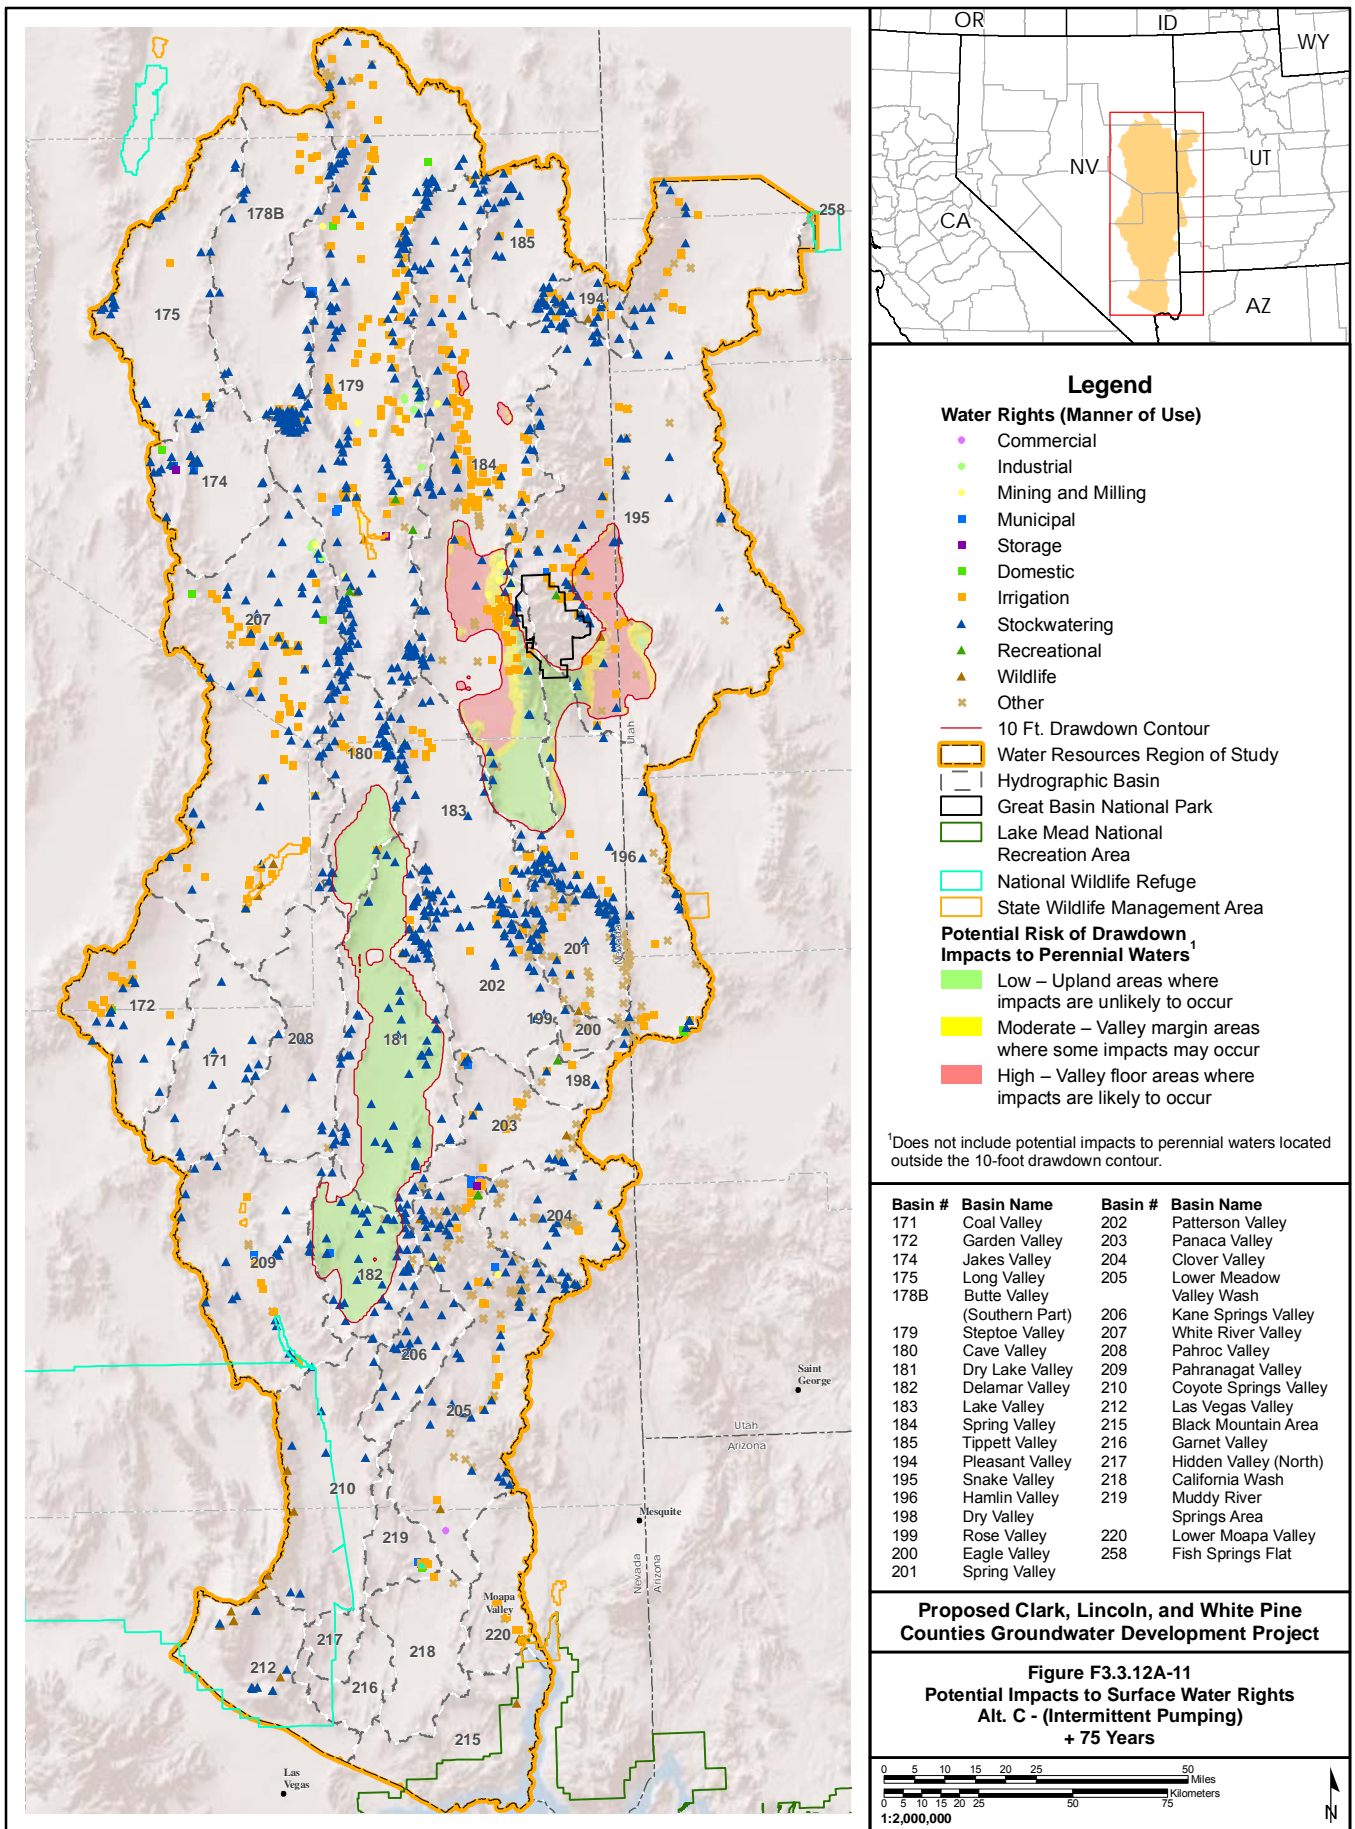 OR
ID
WY
NV
UT
CA
AZ
258
178B
185
194
175
179
184
174
195
207
180
183
196
201
202
172
199
200
208
181
171
198
203
204
209
182
206
205
210
219
217
218
220
212
216
215
Utah
Nevada
Saint
George
Utah
Arizona
Mesquite
Nevada
Arizona
Moapa
Valley
Las
Vegas
Legend
Water Rights (Manner of Use)
Commercial
Industrial
Mining and Milling
Municipal
Storage
Domestic
Irrigation
Stockwatering
Recreational
Wildlife
Other
10 Ft. Drawdown Contour
Water Resources Region of Study
Hydrographic Basin
Great Basin National Park
Lake Mead National
Recreation Area
National Wildlife Refuge
State Wildlife Management Area
Potential Risk of Drawdown
Impacts to Perennial Waters1
Low – Upland areas where
impacts are unlikely to occur
Moderate – Valley margin areas
where some impacts may occur
High – Valley floor areas where
impacts are likely to occur
1Does not include potential impacts to perennial waters located
outside the 10-foot drawdown contour.
Basin # Basin Name Basin # Basin Name
171 Coal Valley 202 Patterson Valley
172 Garden Valley 203 Panaca Valley
174 Jakes Valley 204 Clover Valley
175 Long Valley 205 Lower Meadow
178B Butte Valley Valley Wash
(Southern Part) 206 Kane Springs Valley
179 Steptoe Valley 207 White River Valley
180 Cave Valley 208 Pahroc Valley
181 Dry Lake Valley 209 Pahranagat Valley
182 Delamar Valley 210 Coyote Springs Valley
183 Lake Valley 212 Las Vegas Valley
184 Spring Valley 215 Black Mountain Area
185 Tippett Valley 216 Garnet Valley
194 Pleasant Valley 217 Hidden Valley (North)
195 Snake Valley 218 California Wash
196 Hamlin Valley 219 Muddy River
198 Dry Valley Springs Area
199 Rose Valley 220 Lower Moapa Valley
200 Eagle Valley 258 Fish Springs Flat
201 Spring Valley
Proposed Clark, Lincoln, and White Pine
Counties Groundwater Development Project
Figure F3.3.12A-11
Potential Impacts to Surface Water Rights
Alt. C - (Intermittent Pumping)
+ 75 Years
0 5 10 15 20 25 50
Miles
Kilometers
0 5 10 15 20 25 50 75
1:2,000,000
N